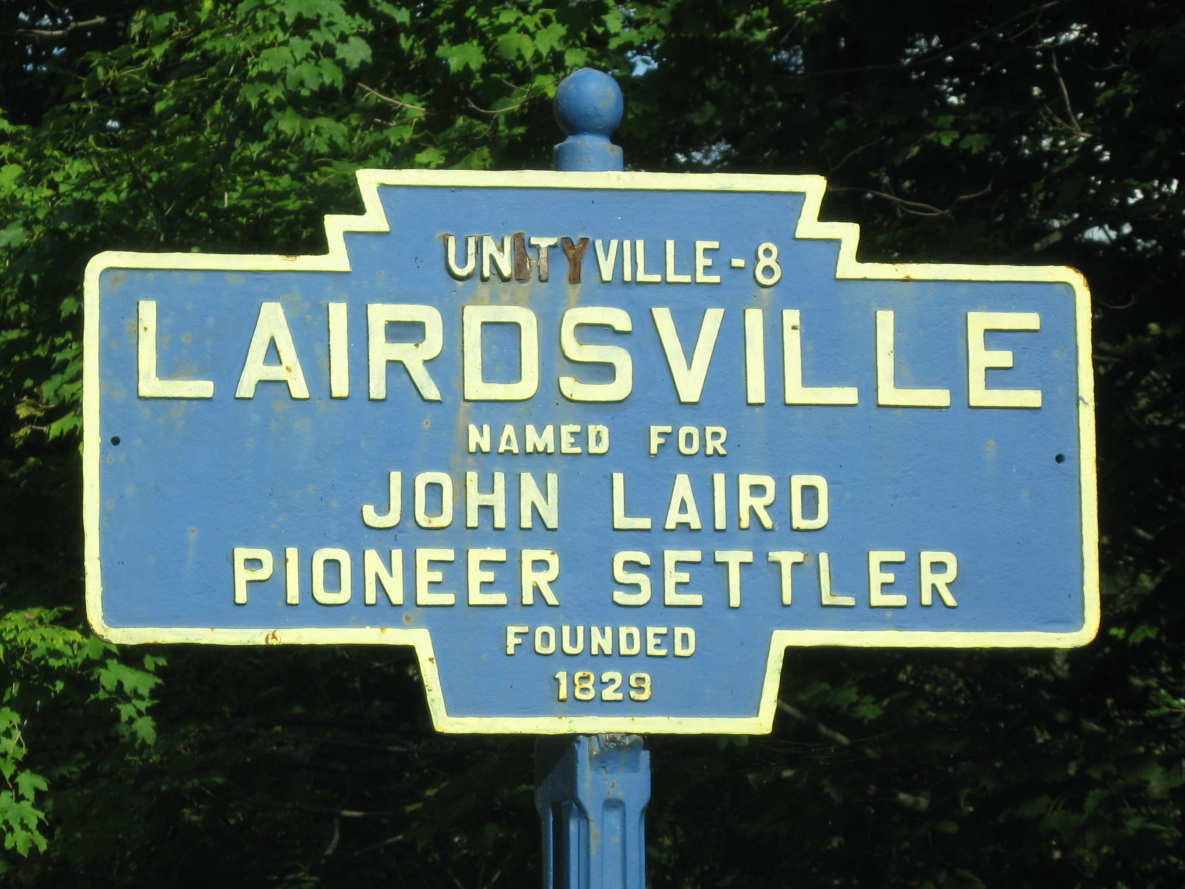 UNITYVILLE-8
LAIRDSVILLE
NAMED FOR
JOHN LAIRD
PIONEER SETTLER
FOUNDED
1829